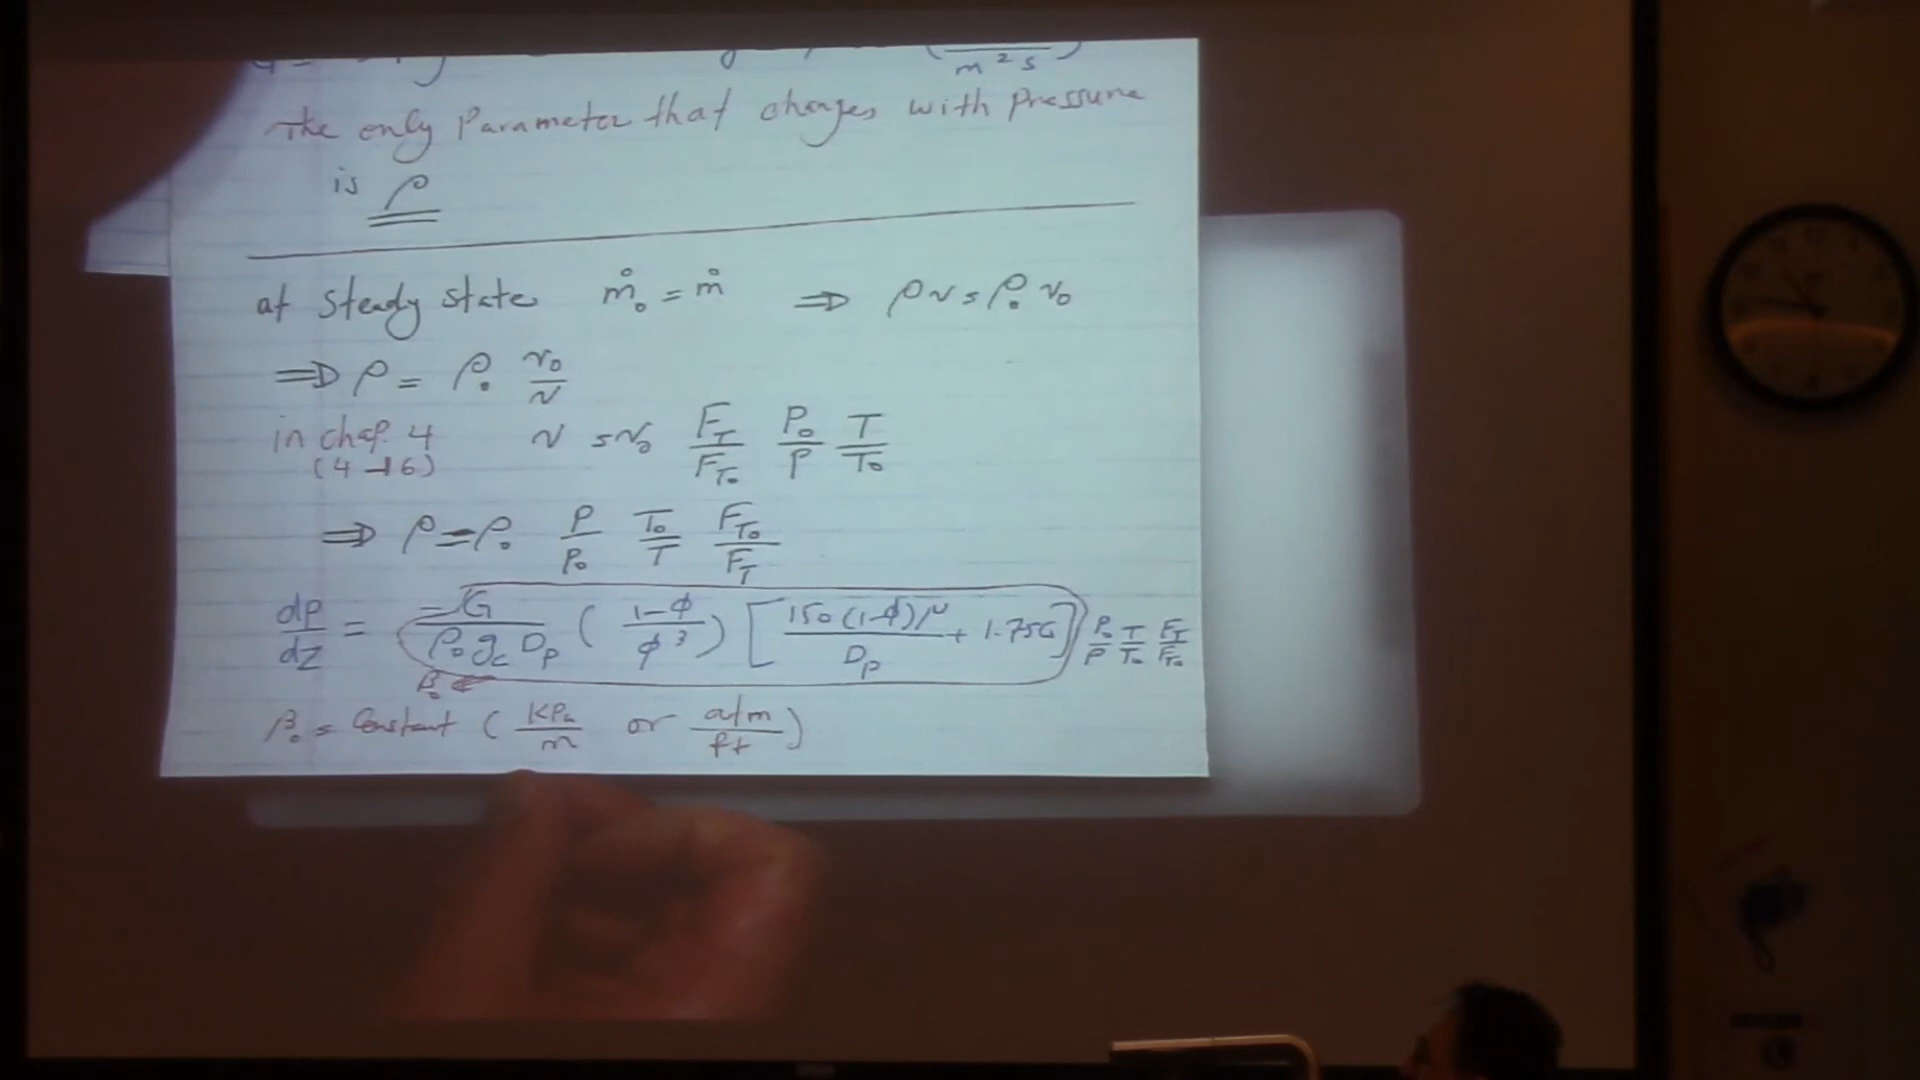 m² s
The only Parameter that changes with Pressure
is ρ
at Steady state ṁ₀ = ṁ ⇒ ρv = ρ₀ v₀
⇒ ρ = ρ₀ v₀/v
in chap. 4 v = v₀ F_T/F_T₀ P₀/P T/T₀
(4-16)
⇒ ρ = ρ₀ P/P₀ T₀/T F_T₀/F_T
dP/dZ = -G/(ρ₀ g_c D_p) ((1-φ)/φ³) [150(1-φ)μ/D_p + 1.75G] P₀/P T/T₀ F_T/F_T₀
β₀
β₀ = Constant (KPa/m or atm/ft)